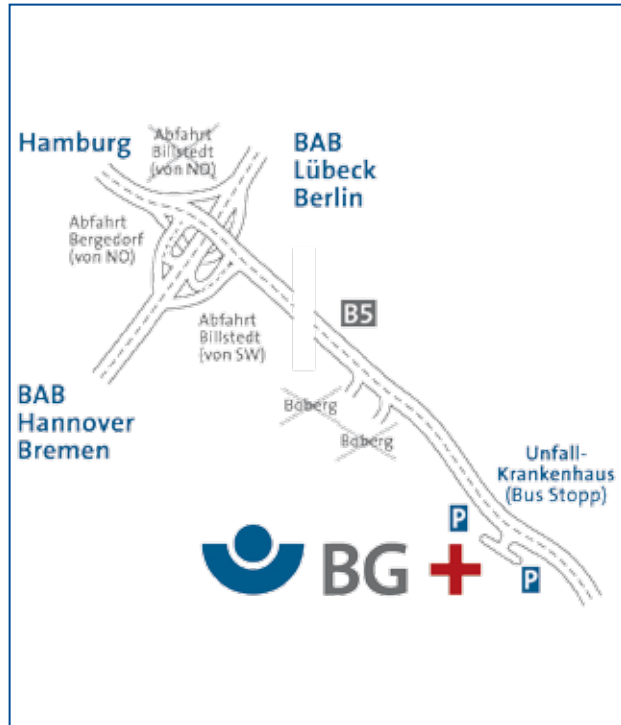 Hamburg
Abfahrt
Billstedt
(von NO)
BAB
Lübeck
Berlin
Abfahrt
Bergedorf
(von NO)
Abfahrt
Billstedt
(von SW)
B5
BAB
Hannover
Bremen
Boberg
Boberg
Unfall-
Krankenhaus
(Bus Stopp)
P
BG
P